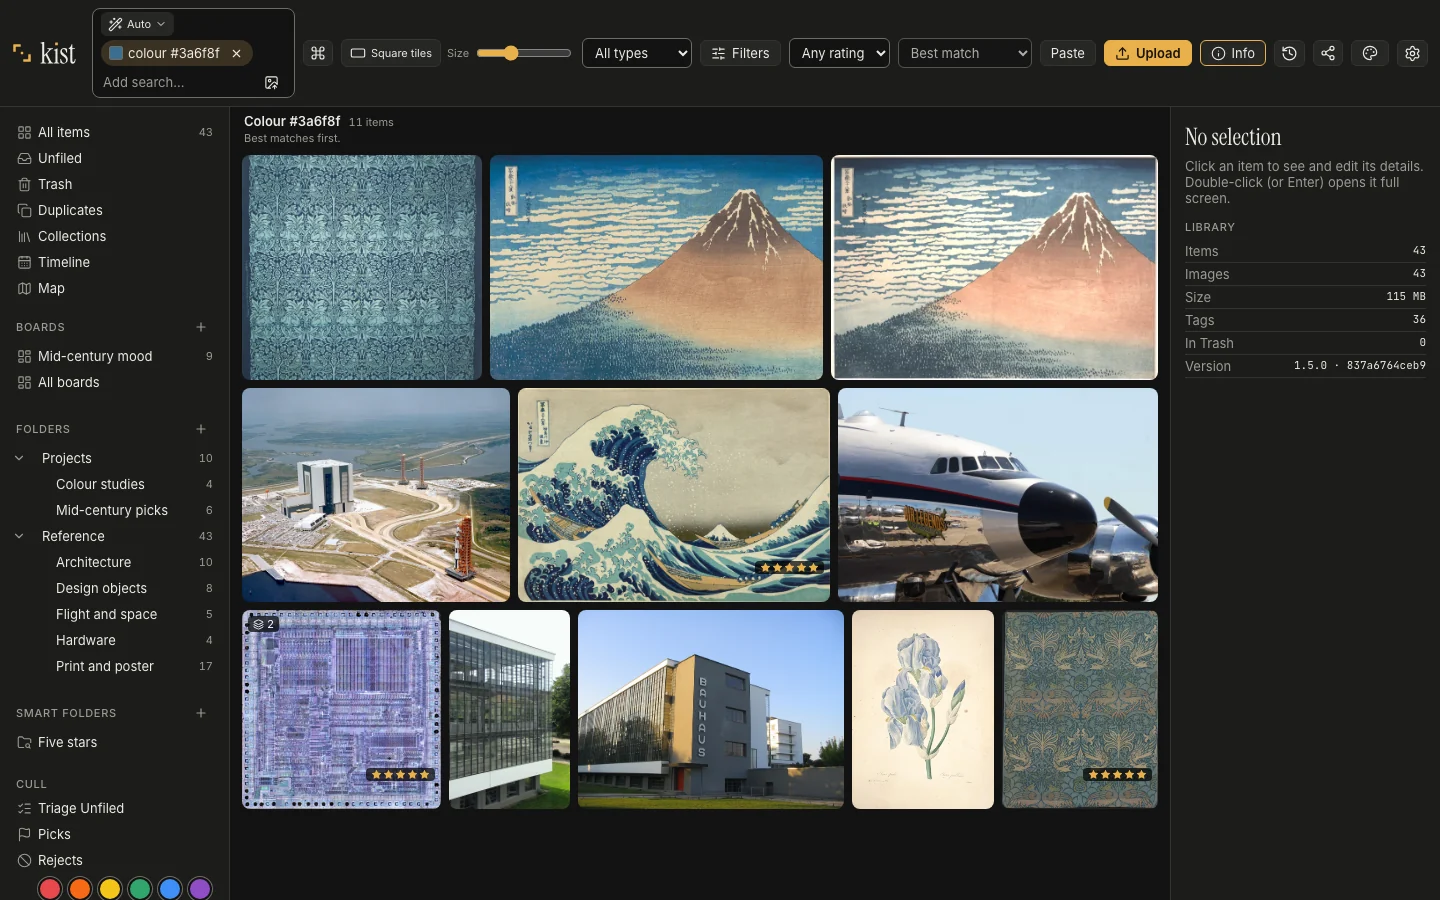 kist
Auto
colour #3a6f8f
Add search...
Square tiles
Size
All types
Filters
Any rating
Best match
Paste
Upload
Info
All items 43
Unfiled
Trash
Duplicates
Collections
Timeline
Map
BOARDS
Mid-century mood 9
All boards
FOLDERS
Projects 10
Colour studies 4
Mid-century picks 6
Reference 43
Architecture 10
Design objects 8
Flight and space 5
Hardware 4
Print and poster 17
SMART FOLDERS
Five stars
CULL
Triage Unfiled
Picks
Rejects
Colour #3a6f8f 11 items
Best matches first.
2
BAUHAUS
No selection
Click an item to see and edit its details.
Double-click (or Enter) opens it full
screen.
LIBRARY
Items 43
Images 43
Size 115 MB
Tags 36
In Trash 0
Version 1.5.0 · 837a6764ceb9